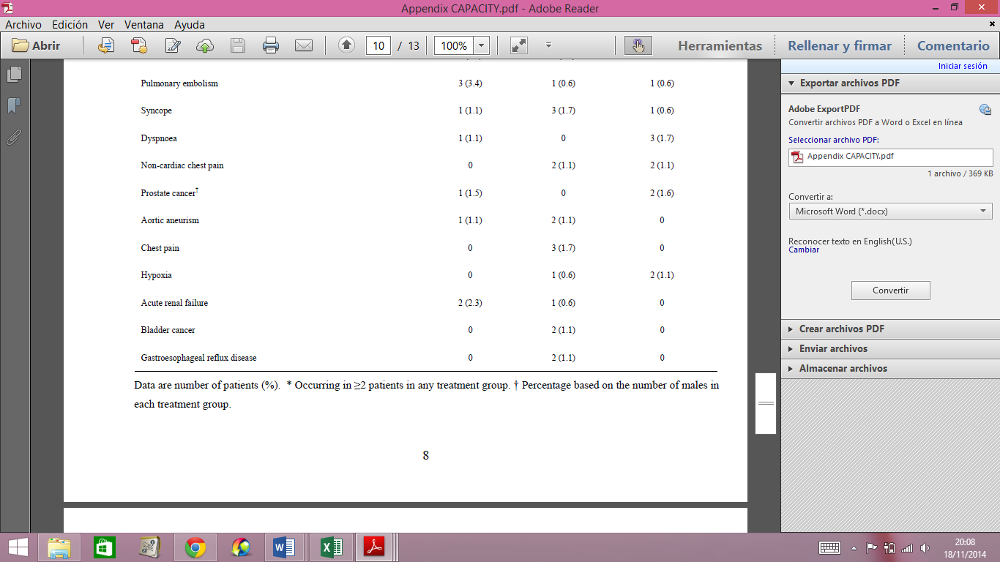 Appendix CAPACITY.pdf - Adobe Reader
Archivo Edición Ver Ventana Ayuda
Abrir 10 / 13 100% Herramientas Rellenar y firmar Comentario
Iniciar sesión
Pulmonary embolism 3 (3.4) 1 (0.6) 1 (0.6)
Syncope 1 (1.1) 3 (1.7) 1 (0.6)
Dyspnoea 1 (1.1) 0 3 (1.7)
Non-cardiac chest pain 0 2 (1.1) 2 (1.1)
Prostate cancer† 1 (1.5) 0 2 (1.6)
Aortic aneurism 1 (1.1) 2 (1.1) 0
Chest pain 0 3 (1.7) 0
Hypoxia 0 1 (0.6) 2 (1.1)
Acute renal failure 2 (2.3) 1 (0.6) 0
Bladder cancer 0 2 (1.1) 0
Gastroesophageal reflux disease 0 2 (1.1) 0
Data are number of patients (%).  * Occurring in ≥2 patients in any treatment group. † Percentage based on the number of males in
each treatment group.
8
Exportar archivos PDF
Adobe ExportPDF
Convertir archivos PDF a Word o Excel en línea
Seleccionar archivo PDF:
Appendix CAPACITY.pdf
1 archivo / 369 KB
Convertir a:
Microsoft Word (*.docx)
Reconocer texto en English(U.S.)
Cambiar
Convertir
Crear archivos PDF
Enviar archivos
Almacenar archivos
20:08
18/11/2014